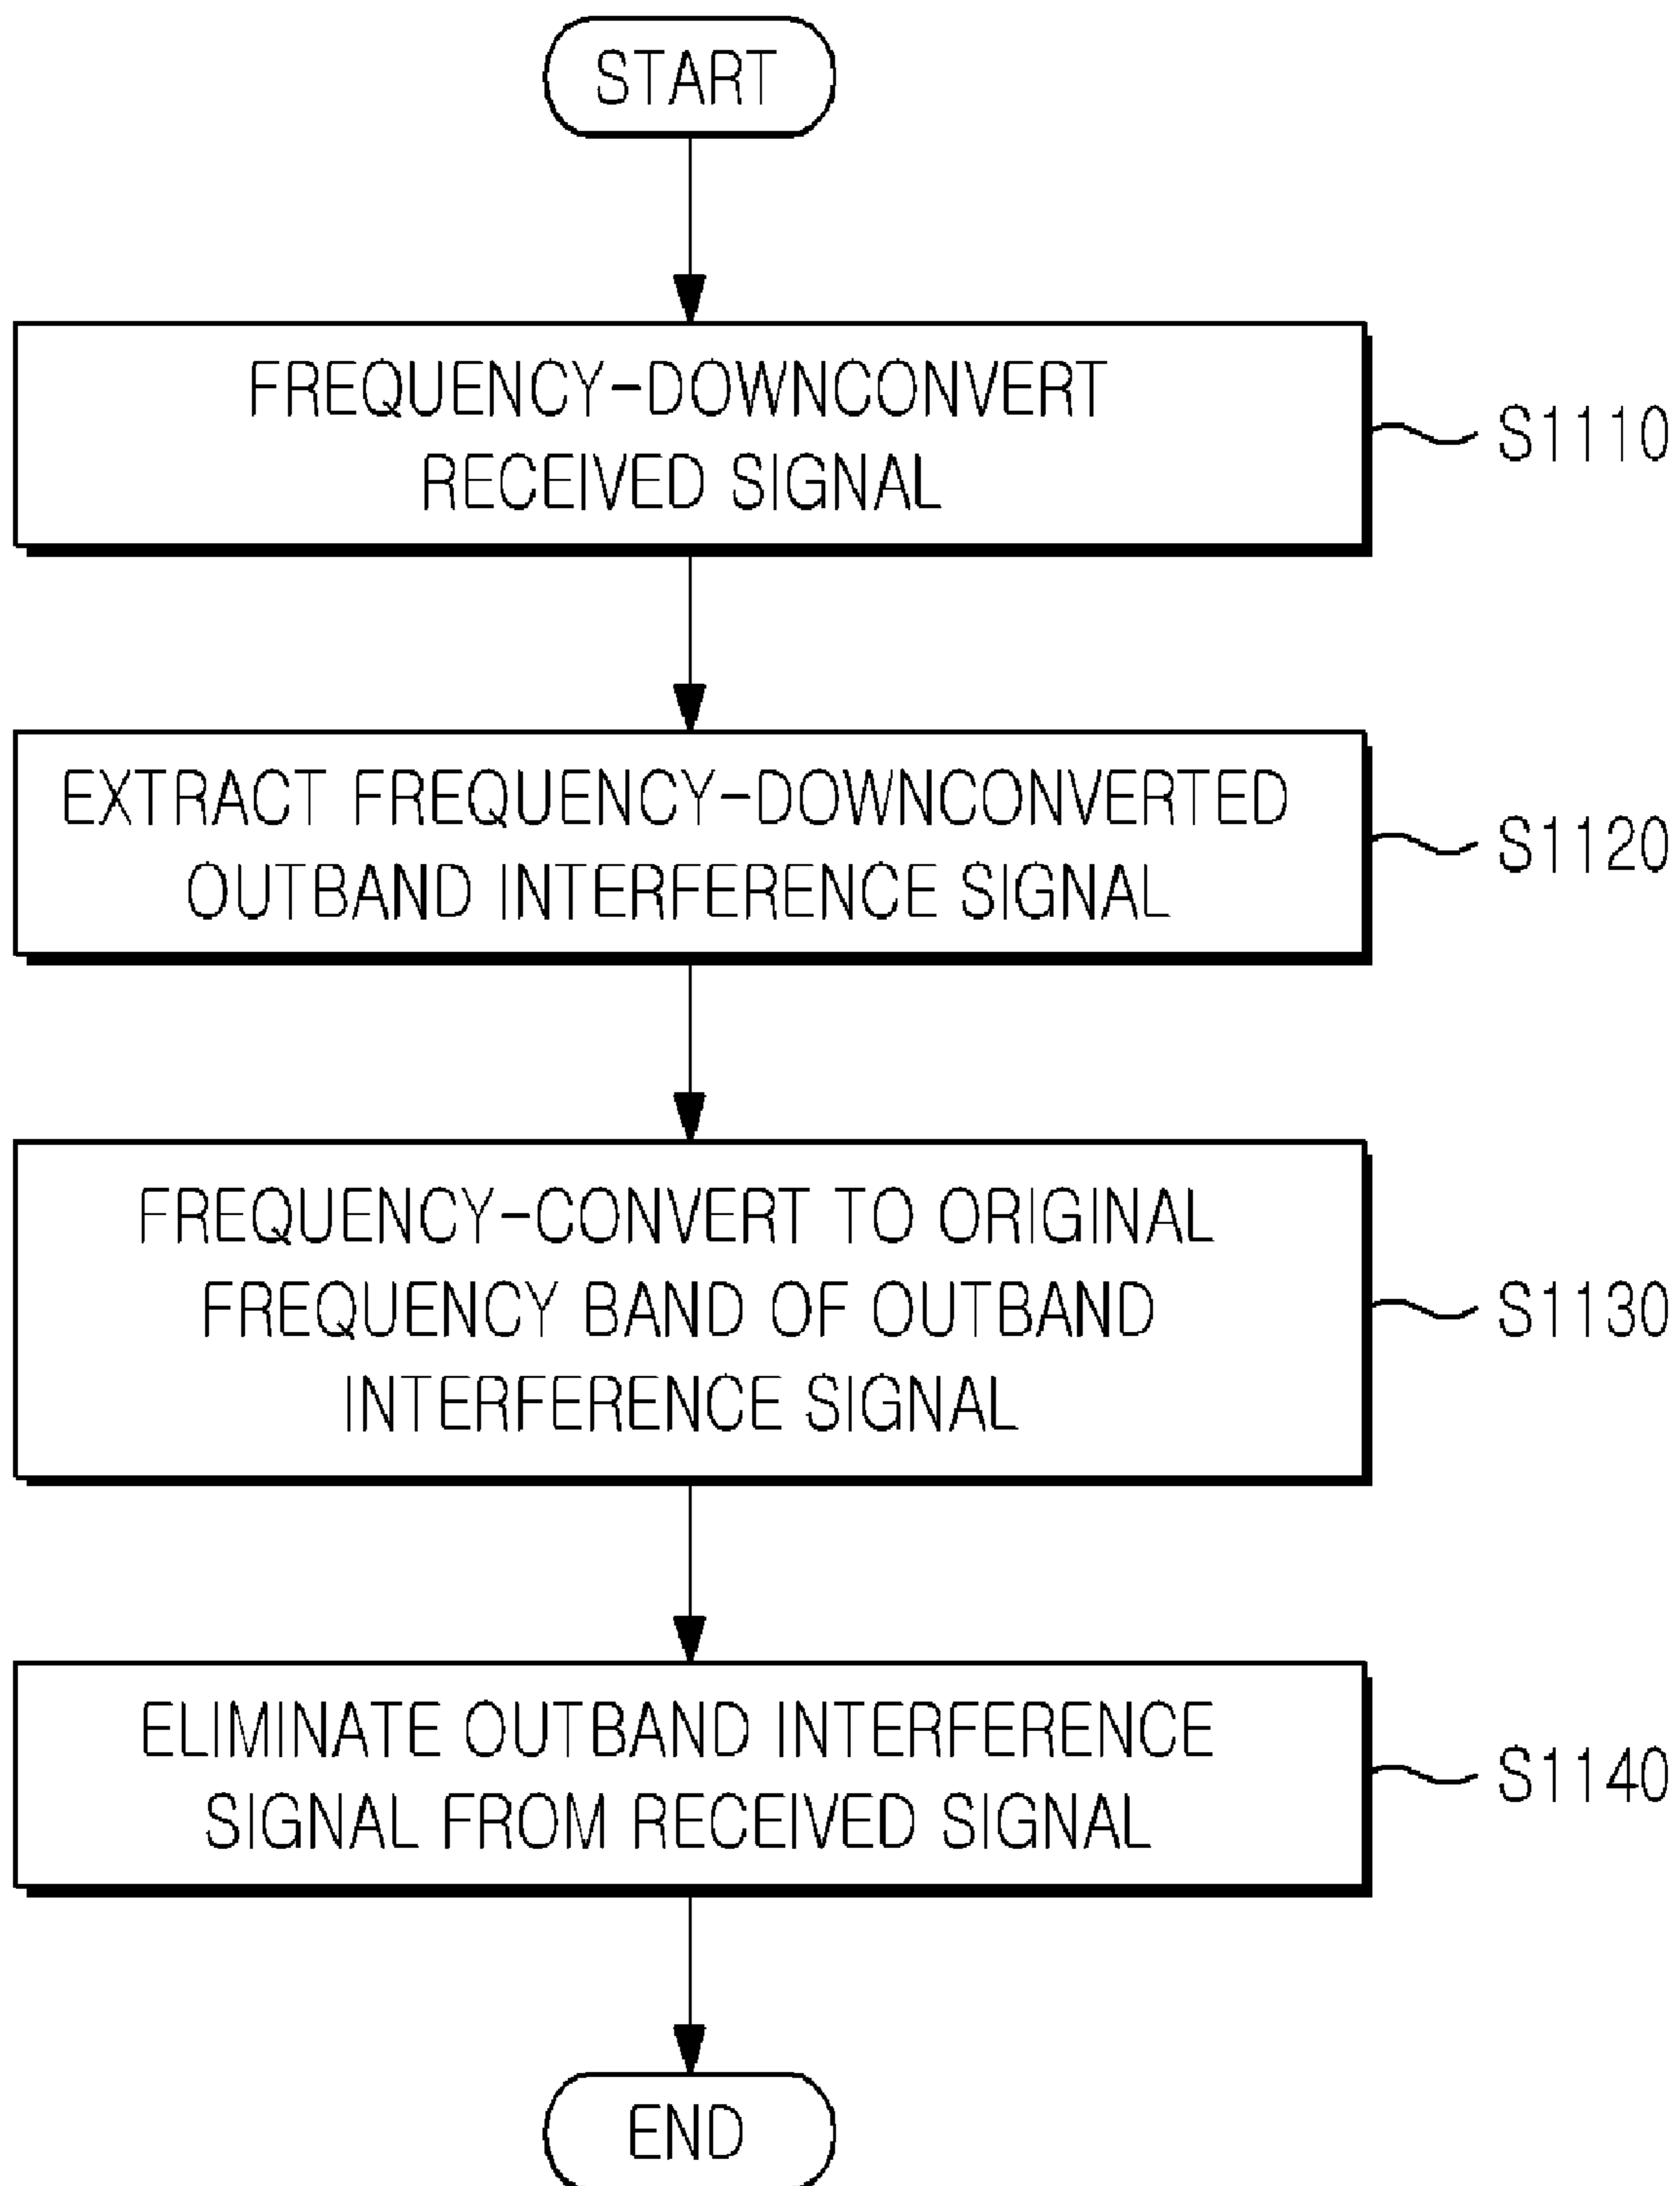 START
FREQUENCY-DOWNCONVERT
RECEIVED SIGNAL
S1110
EXTRACT FREQUENCY-DOWNCONVERTED
OUTBAND INTERFERENCE SIGNAL
S1120
FREQUENCY-CONVERT TO ORIGINAL
FREQUENCY BAND OF OUTBAND
INTERFERENCE SIGNAL
S1130
ELIMINATE OUTBAND INTERFERENCE
SIGNAL FROM RECEIVED SIGNAL
S1140
END